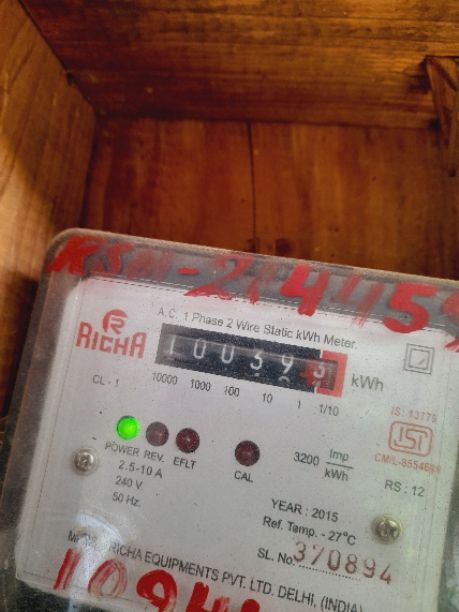 A.C. 1 Phase 2 Wire Static kWh Meter.
R
RICHA
kWh
CL - 1
10000 1000 100 10 1 1/10
IS: 13779
POWER REV. EFLT
CAL
3200 Imp/kWh
ISI
RS : 12
2.5-10 A
240 V
50 Hz.
YEAR : 2015
Ref. Temp. - 27°C
SL. No. 370894
RICHA EQUIPMENTS PVT. LTD. DELHI, (INDIA)